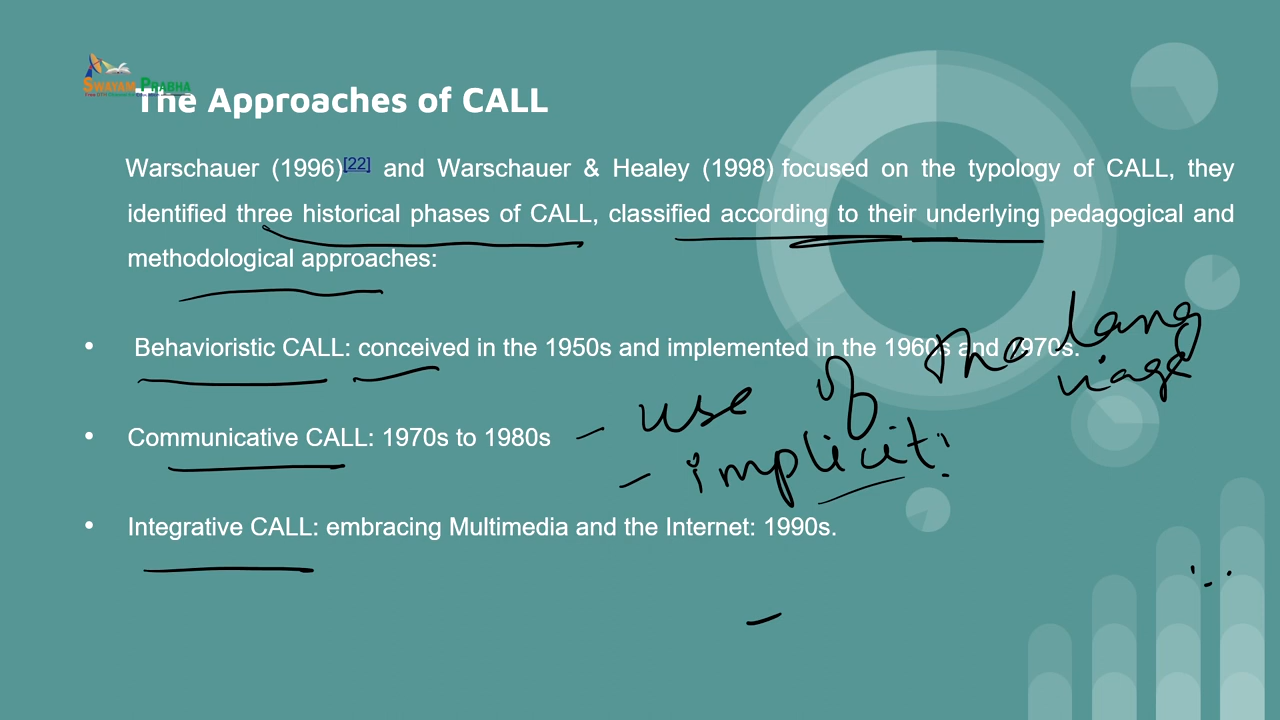 SWAYAM PRABHA
The Approaches of CALL
Warschauer (1996)[22] and Warschauer & Healey (1998) focused on the typology of CALL, they
identified three historical phases of CALL, classified according to their underlying pedagogical and
methodological approaches:
• Behavioristic CALL: conceived in the 1950s and implemented in the 1960s and 1970s.
• Communicative CALL: 1970s to 1980s
- use of the lang
uage
- implicit:
• Integrative CALL: embracing Multimedia and the Internet: 1990s.
-